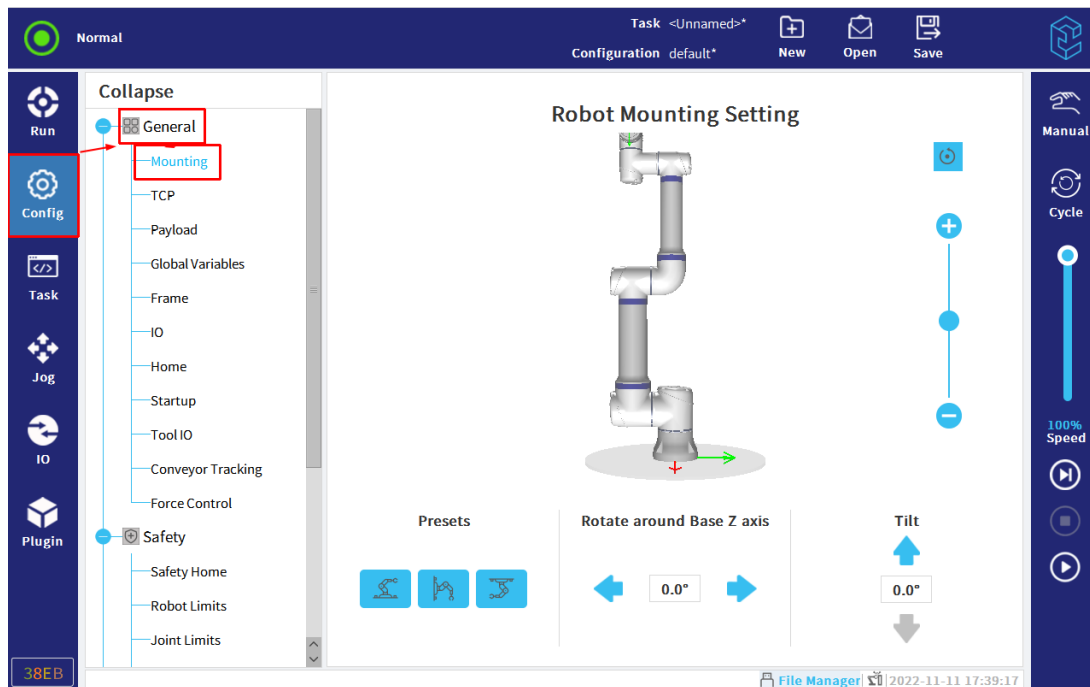 Normal
Task <Unnamed>*
Configuration default*
New
Open
Save
Run
Config
Task
Jog
IO
Plugin
38EB
Collapse
General
Mounting
TCP
Payload
Global Variables
Frame
IO
Home
Startup
Tool IO
Conveyor Tracking
Force Control
Safety
Safety Home
Robot Limits
Joint Limits
Robot Mounting Setting
Presets
Rotate around Base Z axis
0.0°
Tilt
0.0°
Manual
Cycle
100%
Speed
File Manager
2022-11-11 17:39:17